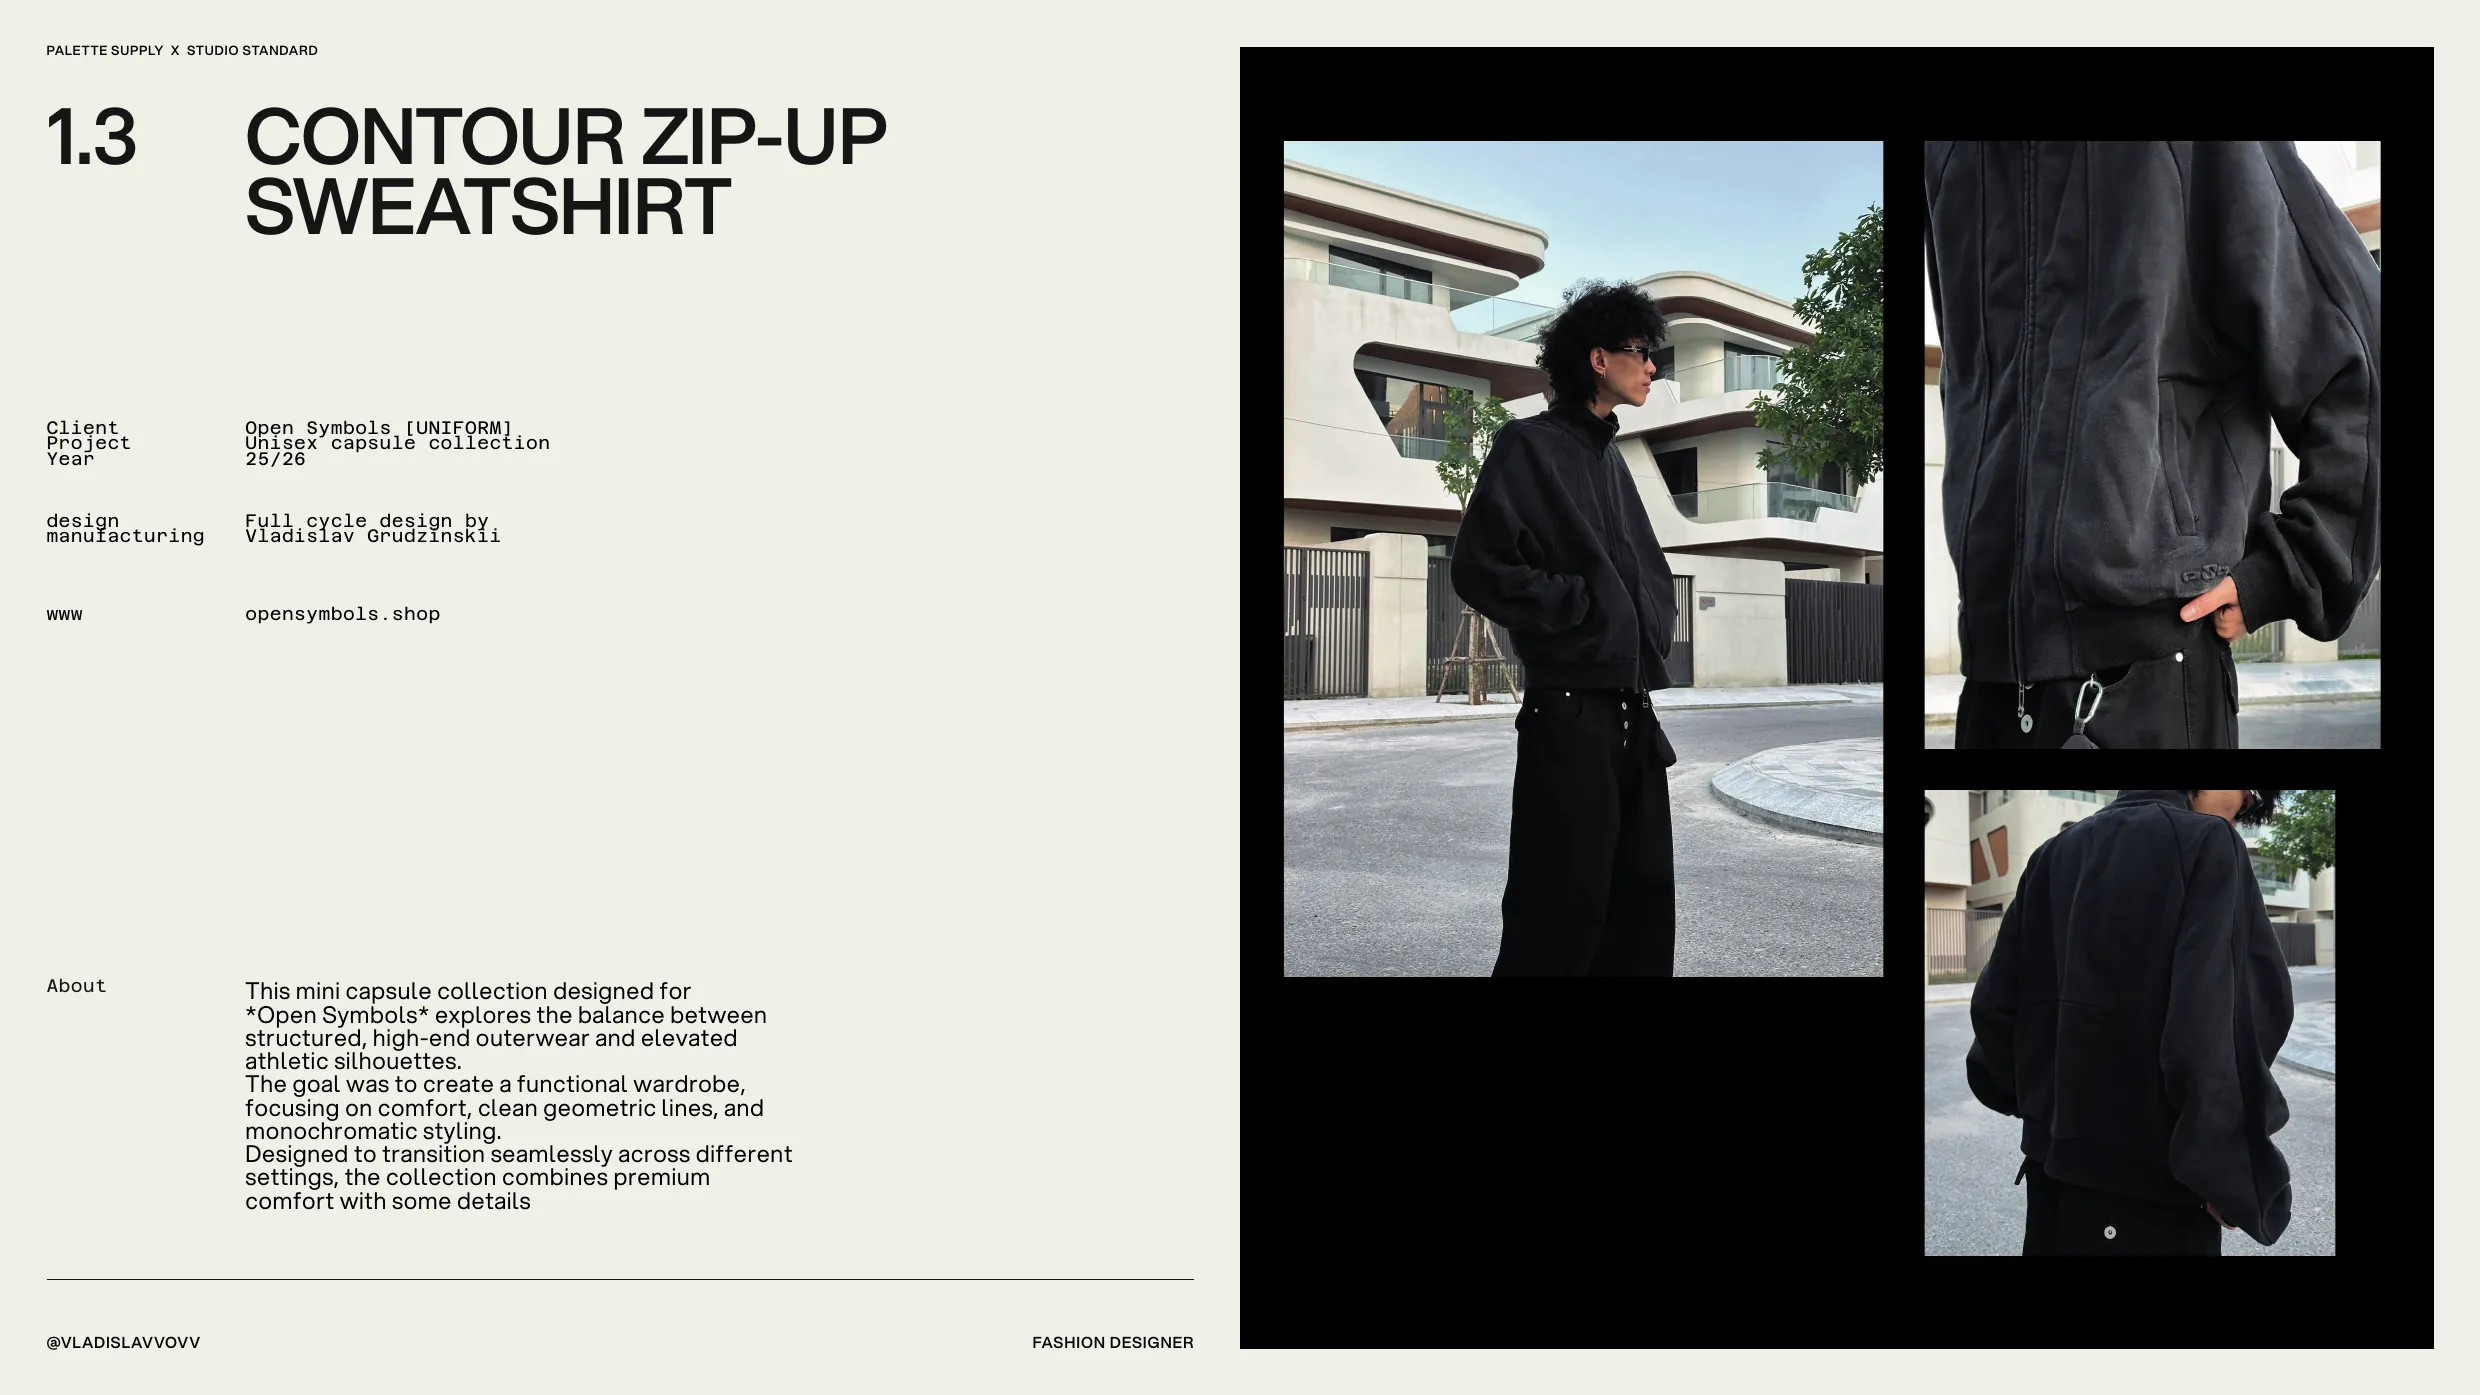 PALETTE SUPPLY X STUDIO STANDARD
1.3
CONTOUR ZIP-UP
SWEATSHIRT
Client Open Symbols [UNIFORM]
Project Unisex capsule collection
Year 25/26
design Full cycle design by
manufacturing Vladislav Grudzinskii
www opensymbols.shop
About
This mini capsule collection designed for
*Open Symbols* explores the balance between
structured, high-end outerwear and elevated
athletic silhouettes.
The goal was to create a functional wardrobe,
focusing on comfort, clean geometric lines, and
monochromatic styling.
Designed to transition seamlessly across different
settings, the collection combines premium
comfort with some details
@VLADISLAVVOVV
FASHION DESIGNER